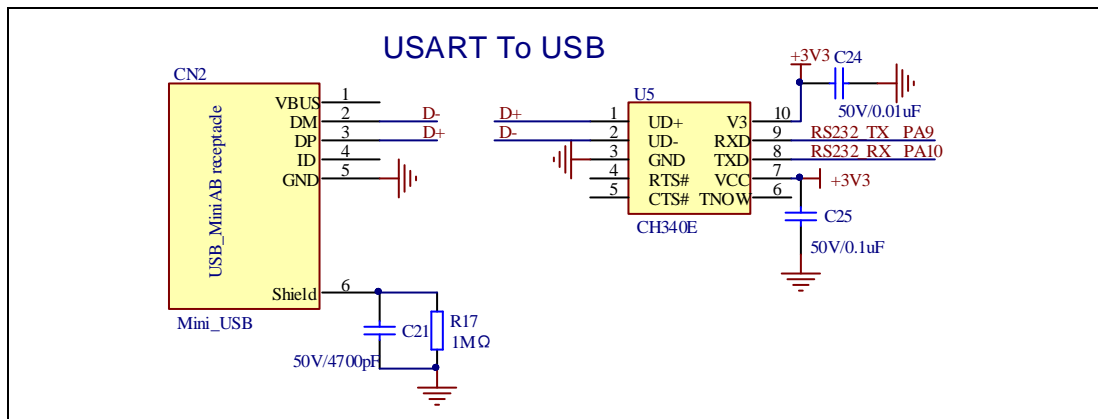 USART To USB
CN2
VBUS 1
DM 2 D-
DP 3 D+
ID 4
GND 5
USB_Mini AB receptacle
Shield 6
Mini_USB
C21
50V/4700pF
R17
1MΩ
U5
D+ 1 UD+ V3 10
D- 2 UD- RXD 9 RS232_TX PA9
3 GND TXD 8 RS232_RX PA10
4 RTS# VCC 7 +3V3
5 CTS# TNOW 6
CH340E
+3V3
C24
50V/0.01uF
C25
50V/0.1uF